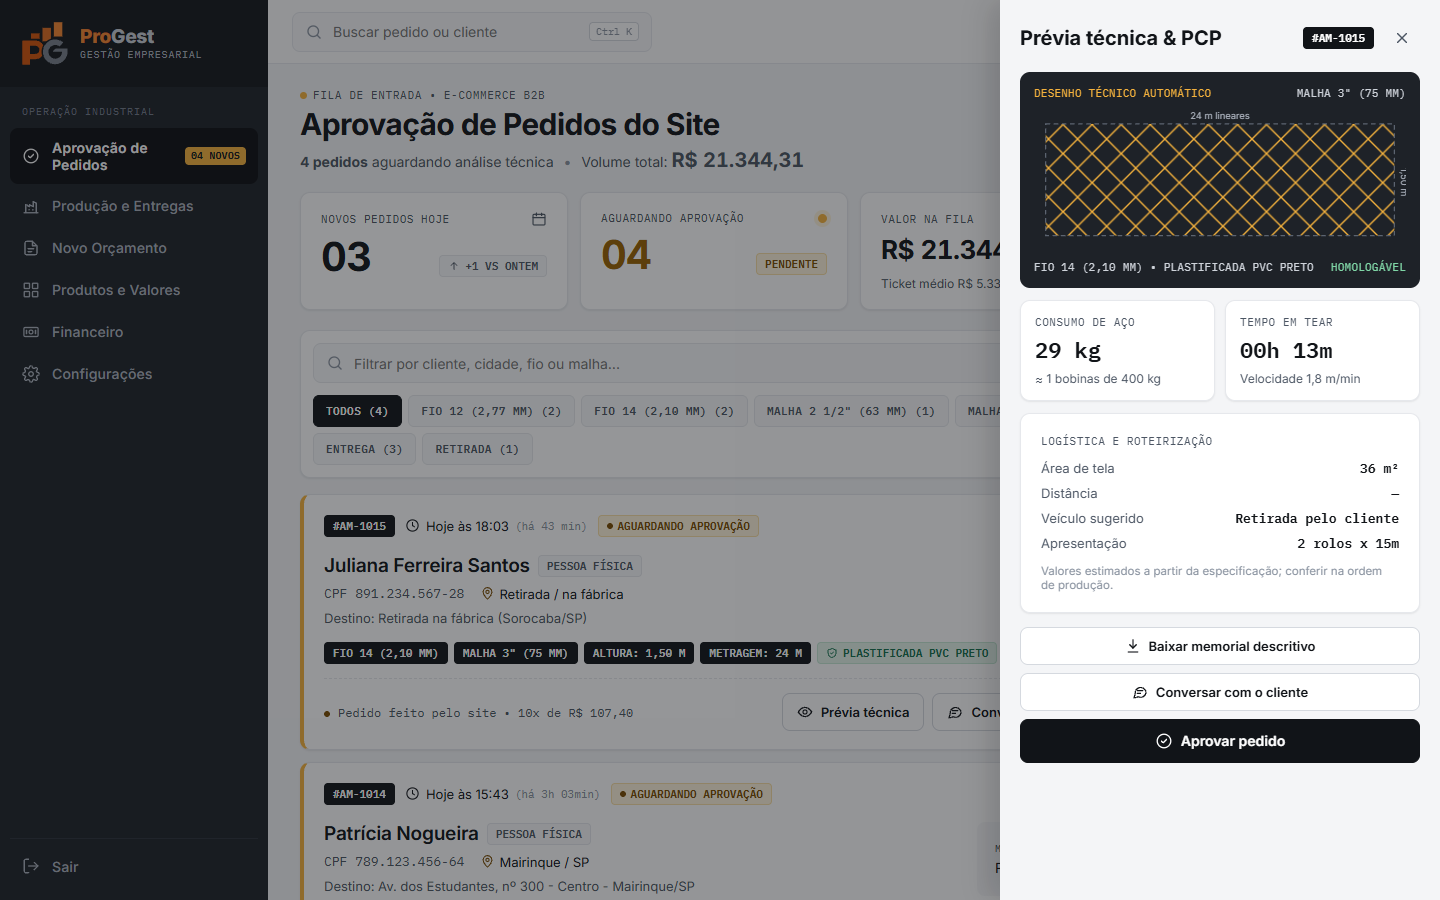 ProGest
GESTÃO EMPRESARIAL
OPERAÇÃO INDUSTRIAL
Aprovação de Pedidos
04 NOVOS
Produção e Entregas
Novo Orçamento
Produtos e Valores
Financeiro
Configurações
Sair
Buscar pedido ou cliente
Ctrl K
FILA DE ENTRADA • E-COMMERCE B2B
Aprovação de Pedidos do Site
4 pedidos aguardando análise técnica • Volume total: R$ 21.344,31
NOVOS PEDIDOS HOJE
03
↑ +1 VS ONTEM
AGUARDANDO APROVAÇÃO
04
PENDENTE
VALOR NA FILA
R$ 21.344
Ticket médio R$ 5.33
Filtrar por cliente, cidade, fio ou malha...
TODOS (4)
FIO 12 (2,77 MM) (2)
FIO 14 (2,10 MM) (2)
MALHA 2 1/2" (63 MM) (1)
MALHA
ENTREGA (3)
RETIRADA (1)
#AM-1015
Hoje às 18:03 (há 43 min)
AGUARDANDO APROVAÇÃO
Juliana Ferreira Santos
PESSOA FÍSICA
CPF 891.234.567-28
Retirada / na fábrica
Destino: Retirada na fábrica (Sorocaba/SP)
FIO 14 (2,10 MM)
MALHA 3" (75 MM)
ALTURA: 1,50 M
METRAGEM: 24 M
PLASTIFICADA PVC PRETO
Pedido feito pelo site • 10x de R$ 107,40
Prévia técnica
Conv
#AM-1014
Hoje às 15:43 (há 3h 03min)
AGUARDANDO APROVAÇÃO
Patrícia Nogueira
PESSOA FÍSICA
CPF 789.123.456-64
Mairinque / SP
Destino: Av. dos Estudantes, nº 300 - Centro - Mairinque/SP
Prévia técnica & PCP
#AM-1015
DESENHO TÉCNICO AUTOMÁTICO
MALHA 3" (75 MM)
24 m lineares
1,50 m
FIO 14 (2,10 MM) • PLASTIFICADA PVC PRETO
HOMOLOGÁVEL
CONSUMO DE AÇO
29 kg
≈ 1 bobinas de 400 kg
TEMPO EM TEAR
00h 13m
Velocidade 1,8 m/min
LOGÍSTICA E ROTEIRIZAÇÃO
Área de tela 36 m²
Distância —
Veículo sugerido Retirada pelo cliente
Apresentação 2 rolos x 15m
Valores estimados a partir da especificação; conferir na ordem
de produção.
Baixar memorial descritivo
Conversar com o cliente
Aprovar pedido